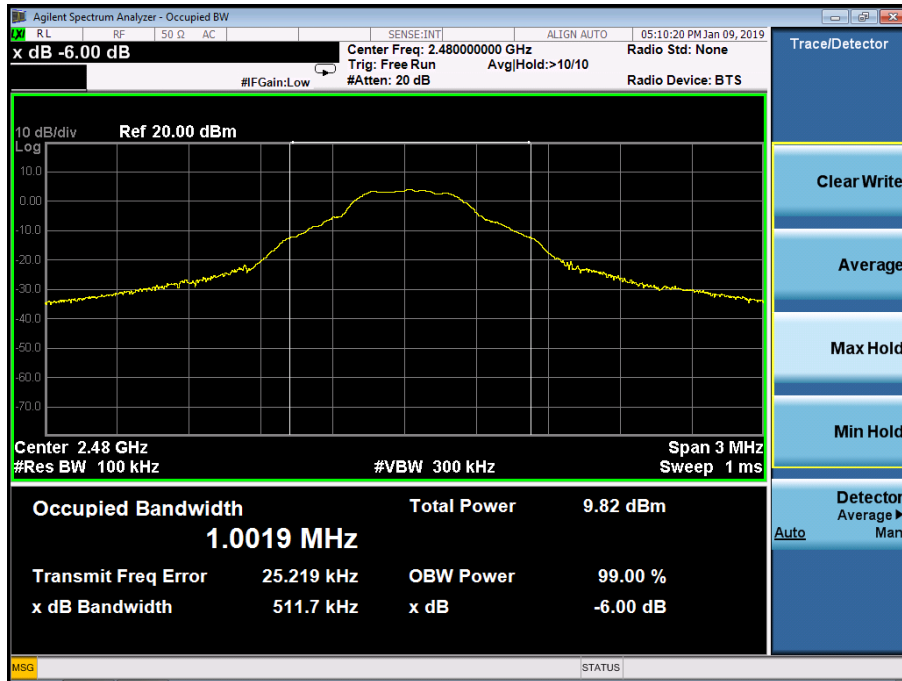 Agilent Spectrum Analyzer - Occupied BW
LXI RL RF 50 Ω AC SENSE:INT ALIGN AUTO 05:10:20 PM Jan 09, 2019
x dB -6.00 dB
Center Freq: 2.480000000 GHz Radio Std: None
Trig: Free Run Avg|Hold:>10/10
#IFGain:Low #Atten: 20 dB Radio Device: BTS
10 dB/div Ref 20.00 dBm
Log
10.0
0.00
-10.0
-20.0
-30.0
-40.0
-50.0
-60.0
-70.0
Center 2.48 GHz Span 3 MHz
#Res BW 100 kHz #VBW 300 kHz Sweep 1 ms
Occupied Bandwidth Total Power 9.82 dBm
1.0019 MHz
Transmit Freq Error 25.219 kHz OBW Power 99.00 %
x dB Bandwidth 511.7 kHz x dB -6.00 dB
MSG STATUS
Trace/Detector
Clear Write
Average
Max Hold
Min Hold
Detector
Average
Auto Man